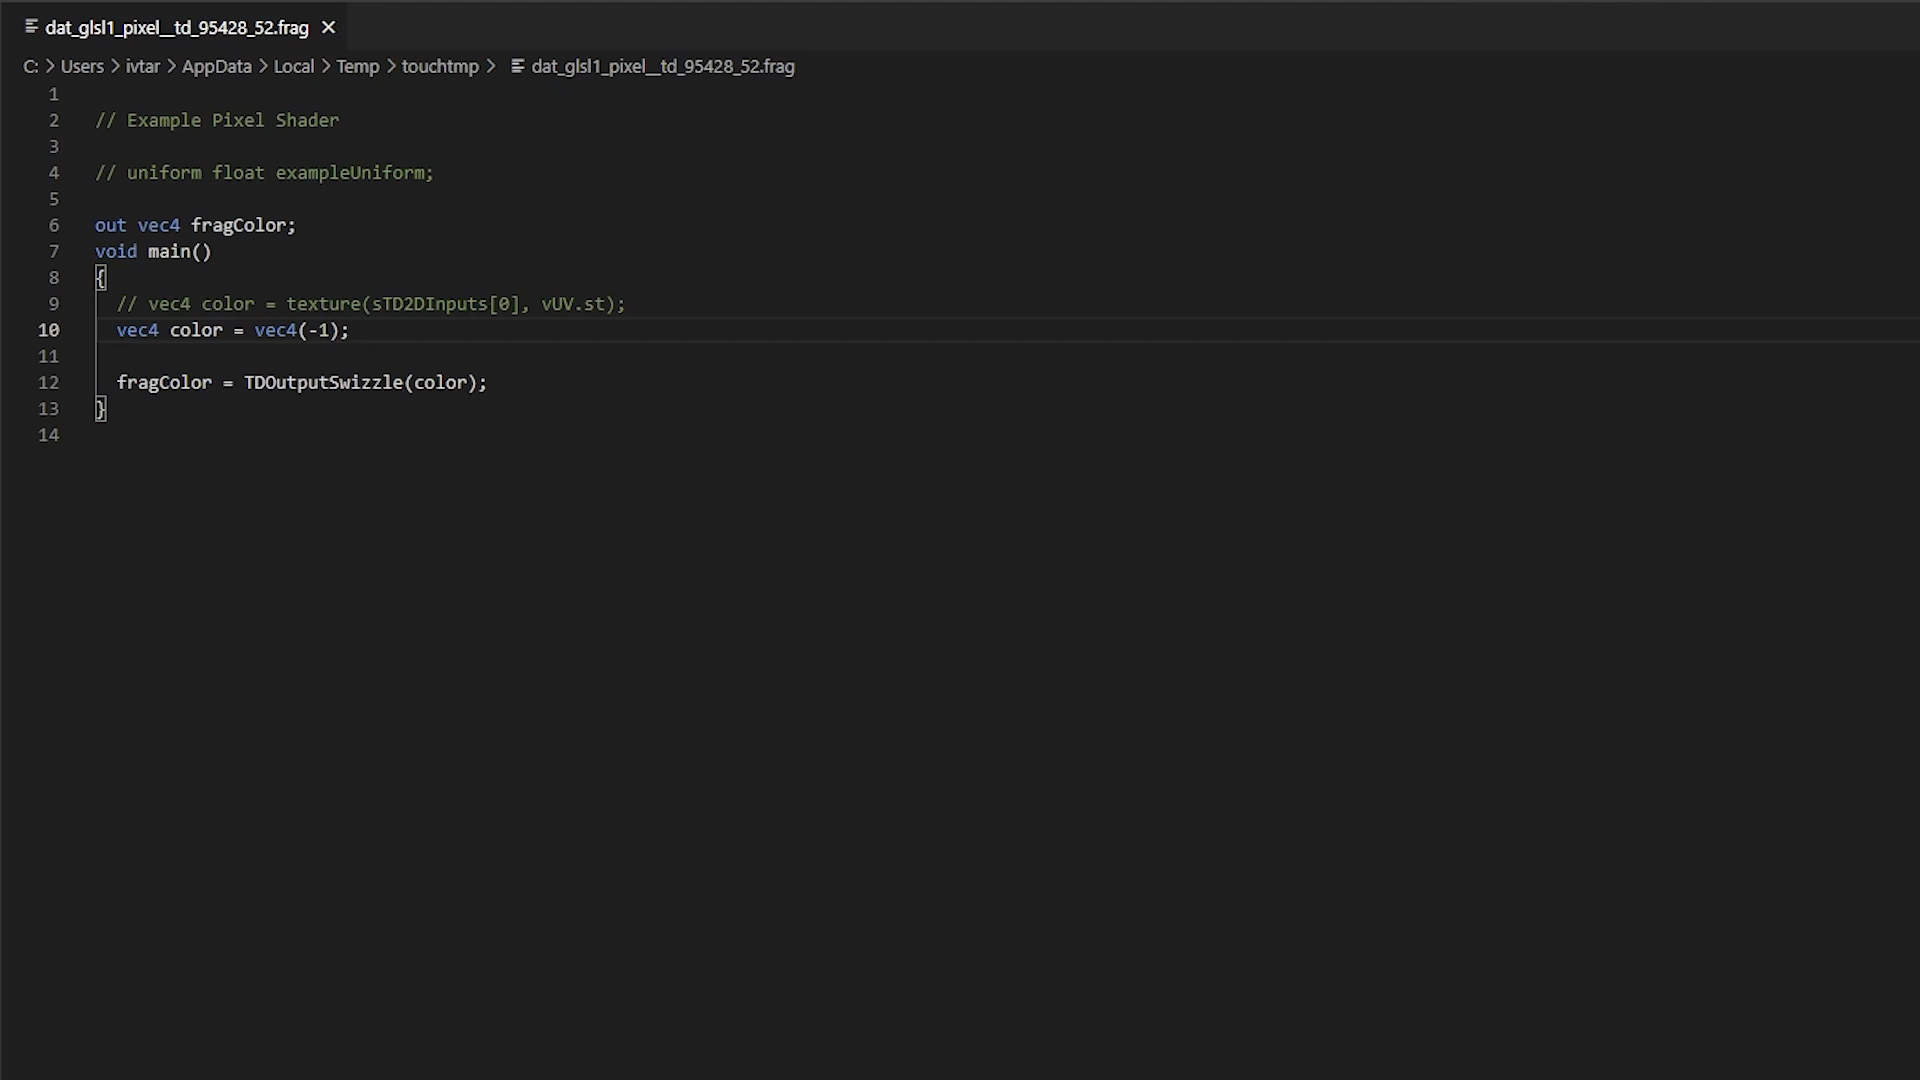 dat_glsl1_pixel__td_95428_52.frag
C: > Users > ivtar > AppData > Local > Temp > touchtmp > dat_glsl1_pixel__td_95428_52.frag
1
2 // Example Pixel Shader
3
4 // uniform float exampleUniform;
5
6 out vec4 fragColor;
7 void main()
8 {
9 // vec4 color = texture(sTD2DInputs[0], vUV.st);
10 vec4 color = vec4(-1);
11
12 fragColor = TDOutputSwizzle(color);
13 }
14